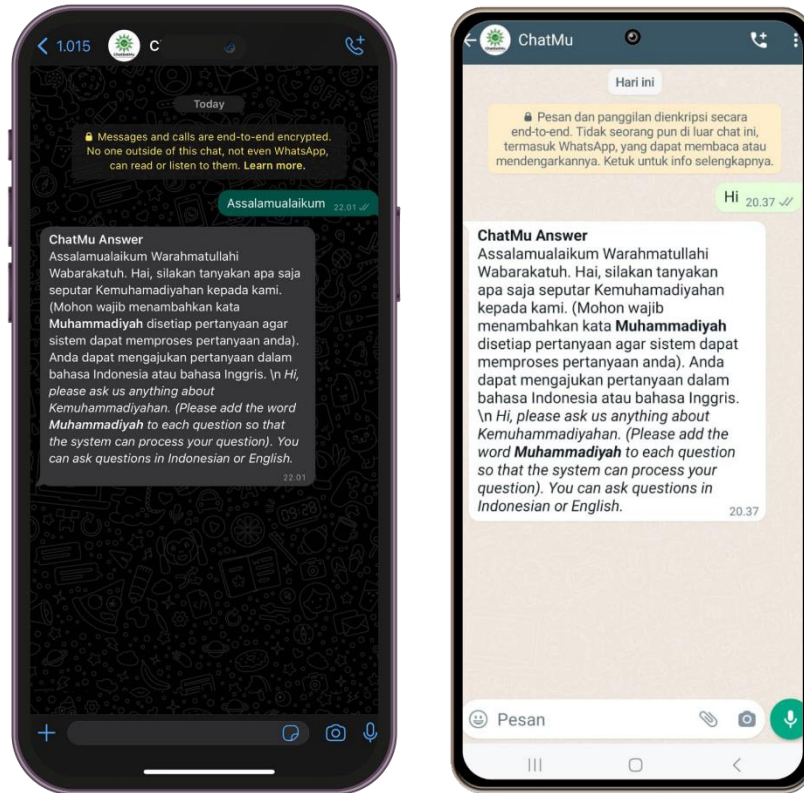 1.015
C
Today
Messages and calls are end-to-end encrypted.
No one outside of this chat, not even WhatsApp,
can read or listen to them. Learn more.
Assalamualaikum 22.01
ChatMu Answer
Assalamualaikum Warahmatullahi
Wabarakatuh. Hai, silakan tanyakan apa saja
seputar Kemuhamadiyahan kepada kami.
(Mohon wajib menambahkan kata
Muhammadiyah disetiap pertanyaan agar
sistem dapat memproses pertanyaan anda).
Anda dapat mengajukan pertanyaan dalam
bahasa Indonesia atau bahasa Inggris. \n Hi,
please ask us anything about
Kemuhammadiyahan. (Please add the word
Muhammadiyah to each question so that
the system can process your question). You
can ask questions in Indonesian or English.
22.01
ChatMu
Hari ini
Pesan dan panggilan dienkripsi secara
end-to-end. Tidak seorang pun di luar chat ini,
termasuk WhatsApp, yang dapat membaca atau
mendengarkannya. Ketuk untuk info selengkapnya.
Hi 20.37
ChatMu Answer
Assalamualaikum Warahmatullahi
Wabarakatuh. Hai, silakan tanyakan
apa saja seputar Kemuhamadiyahan
kepada kami. (Mohon wajib
menambahkan kata Muhammadiyah
disetiap pertanyaan agar sistem dapat
memproses pertanyaan anda). Anda
dapat mengajukan pertanyaan dalam
bahasa Indonesia atau bahasa Inggris.
\n Hi, please ask us anything about
Kemuhammadiyahan. (Please add the
word Muhammadiyah to each question
so that the system can process your
question). You can ask questions in
Indonesian or English.
20.37
Pesan